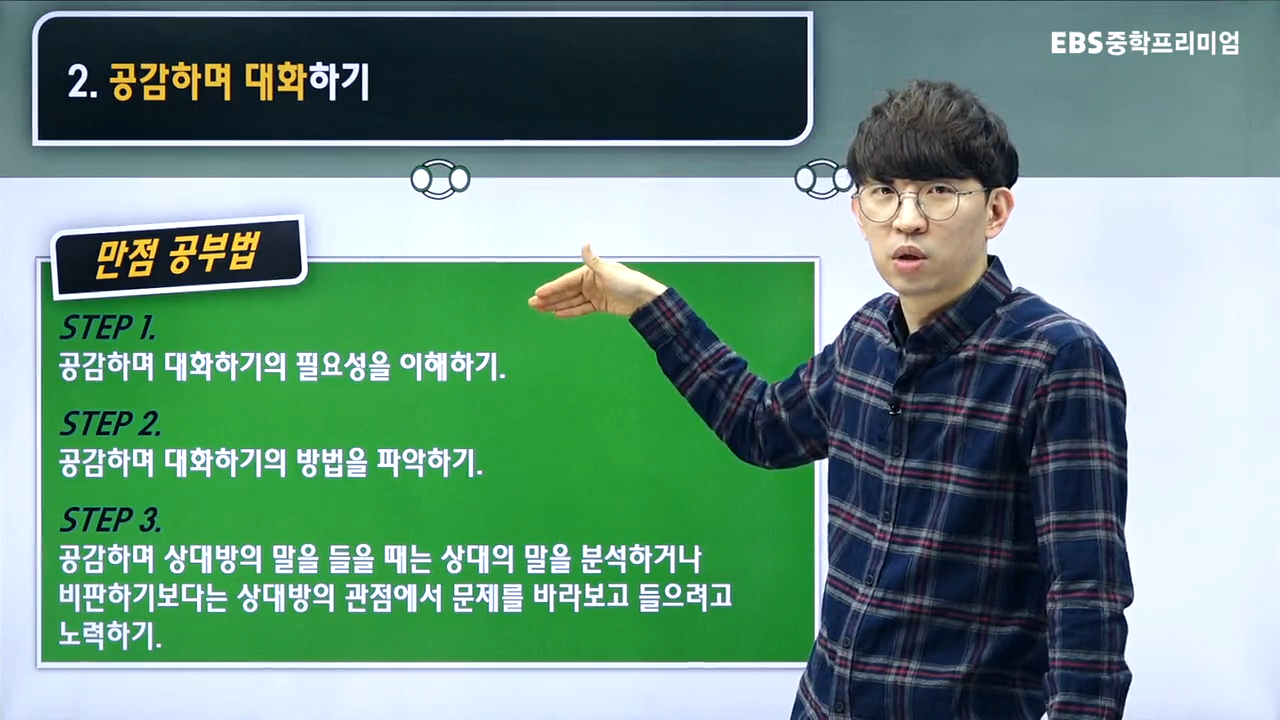 EBS중학프리미엄
2. 공감하며 대화하기
만점 공부법
STEP 1.
공감하며 대화하기의 필요성을 이해하기.
STEP 2.
공감하며 대화하기의 방법을 파악하기.
STEP 3.
공감하며 상대방의 말을 들을 때는 상대의 말을 분석하거나
비판하기보다는 상대방의 관점에서 문제를 바라보고 들으려고
노력하기.